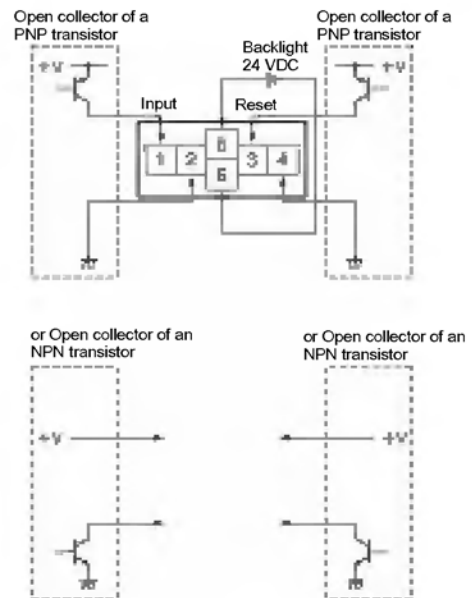 Open collector of a
PNP transistor
Open collector of a
PNP transistor
Backlight
24 VDC
+V
+V
Input
Reset
1
2
5
6
3
4
or Open collector of an
NPN transistor
or Open collector of an
NPN transistor
+V
+V